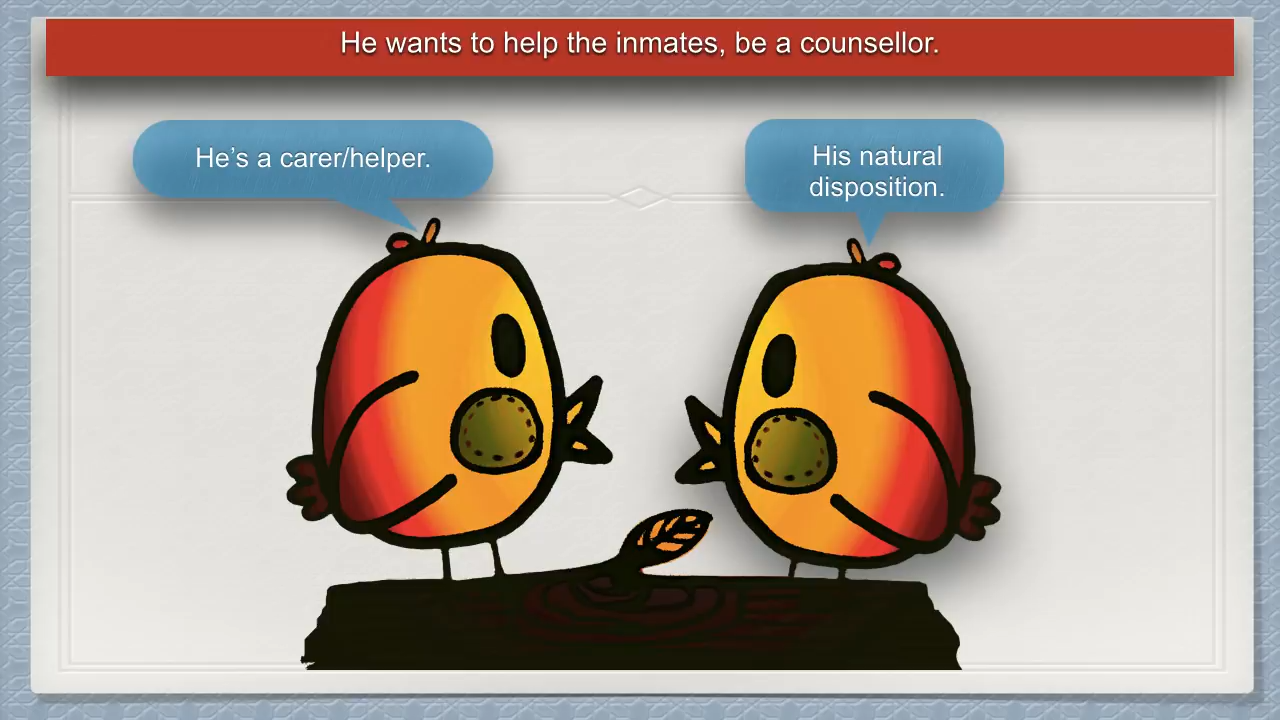 He wants to help the inmates, be a counsellor.
He’s a carer/helper.
His natural
disposition.